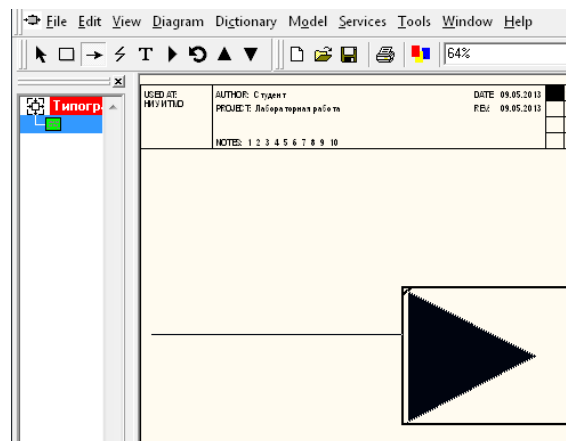 File Edit View Diagram Dictionary Model Services Tools Window Help
T 64%
Типогр
USED AT: AUTHOR: Студент DATE: 09.05.2013
НИУ ИТМО PROJECT: Лабораторная работа REV: 09.05.2013
NOTES: 1 2 3 4 5 6 7 8 9 10